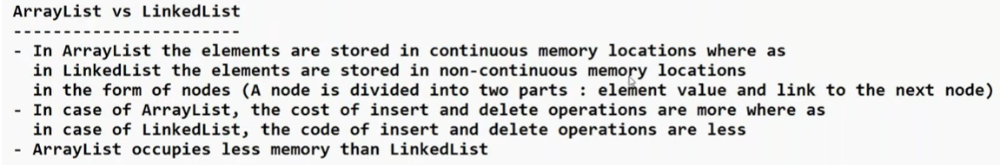 ArrayList vs LinkedList
-----------------------
- In ArrayList the elements are stored in continuous memory locations where as
in LinkedList the elements are stored in non-continuous memory locations
in the form of nodes (A node is divided into two parts : element value and link to the next node)
- In case of ArrayList, the cost of insert and delete operations are more where as
in case of LinkedList, the code of insert and delete operations are less
- ArrayList occupies less memory than LinkedList